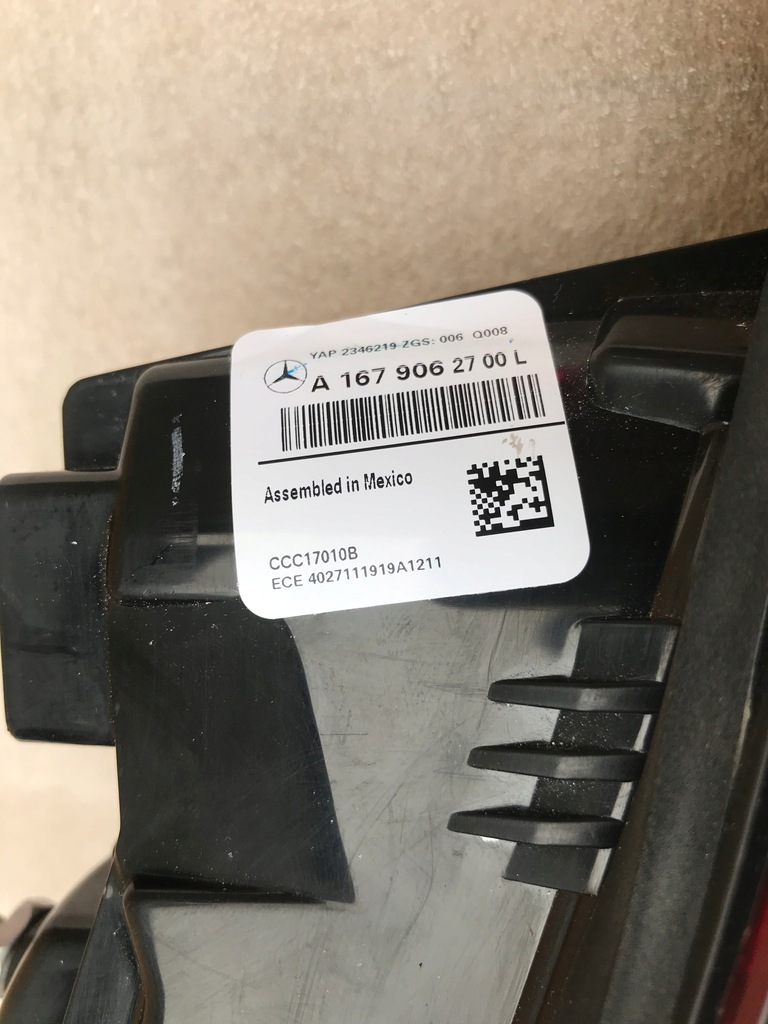 YAP 2346219 ZGS: 006 Q008
A 167 906 27 00 L
Assembled in Mexico
CCC17010B
ECE 4027111919A1211